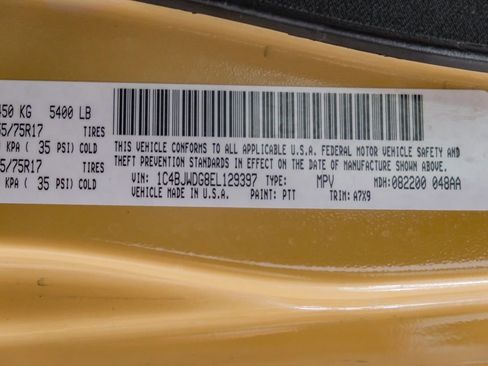 450 KG 5400 LB
5/75R17 TIRES
KPA ( 35 PSI) COLD
5/75R17 TIRES
KPA ( 35 PSI) COLD
THIS VEHICLE CONFORMS TO ALL APPLICABLE U.S.A. FEDERAL MOTOR VEHICLE SAFETY AND
THEFT PREVENTION STANDARDS IN EFFECT ON THE DATE OF MANUFACTURE SHOWN ABOVE.
VIN: 1C4BJWDG8EL129397 TYPE: MPV MDH: 082200 048AA
VEHICLE MADE IN U.S.A. PAINT: PTT TRIM: A7X9